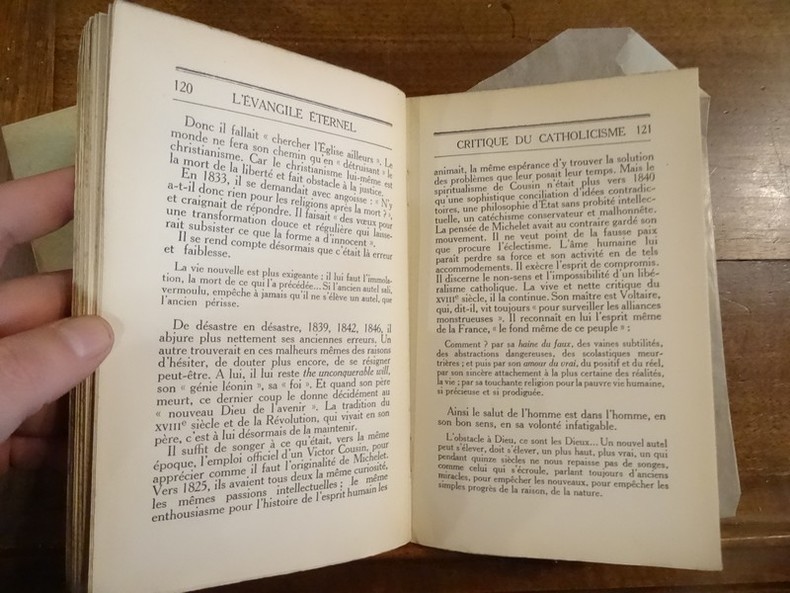 120
L'ÉVANGILE ÉTERNEL
Donc il fallait « chercher l'Église ailleurs ». Le
monde ne fera son chemin qu'en « détruisant » le
christianisme. Car le christianisme lui-même est
la mort de la liberté et fait obstacle à la justice.
En 1833, il se demandait avec angoisse : « N'y
a-t-il donc rien pour les religions après la mort ? »,
et craignait de répondre. Il faisait « des vœux pour
une transformation douce et régulière qui laisse-
rait subsister ce que la forme a d'innocent ».
Il se rend compte désormais que c'était là erreur
et faiblesse.
La vie nouvelle est plus exigeante ; il lui faut l'immola-
tion, la mort de ce qui l'a précédée... Si l'ancien autel sali,
vermoulu, empêche à jamais qu'il ne s'élève un autel, que
l'ancien périsse.
De désastre en désastre, 1839, 1842, 1846, il
abjure plus nettement ses anciennes erreurs. Un
autre trouverait en ces malheurs mêmes des raisons
d'hésiter, de douter plus encore, de se résigner
peut-être. A lui, il lui reste the unconquerable will,
son « génie léonin », sa « foi ». Et quand son père
meurt, ce dernier coup le donne décidément au
« nouveau Dieu de l'avenir ». La tradition du
XVIIIe siècle et de la Révolution, qui vivait en son
père, c'est à lui désormais de la maintenir.
Il suffit de songer à ce qu'était, vers la même
époque, l'emploi officiel d'un Victor Cousin, pour
apprécier comme il faut l'originalité de Michelet.
Vers 1825, ils avaient tous deux la même curiosité,
les mêmes passions intellectuelles ; le même
enthousiasme pour l'histoire de l'esprit humain les
CRITIQUE DU CATHOLICISME 121
animait, la même espérance d'y trouver la solution
des problèmes que leur posait leur temps. Mais le
spiritualisme de Cousin n'était plus vers 1840
qu'une sophistique conciliation d'idées contradic-
toires, une philosophie d'État sans probité intellec-
tuelle, un catéchisme conservateur et malhonnête.
La pensée de Michelet avait au contraire gardé son
mouvement. Il ne veut point de la fausse paix
que procure l'éclectisme. L'âme humaine lui
paraît perdre sa force et son activité en de tels
accommodements. Il exècre l'esprit de compromis.
Il discerne le non-sens et l'impossibilité d'un libé-
ralisme catholique. La vive et nette critique du
XVIIIe siècle, il la continue. Son maître est Voltaire,
qui, dit-il, vit toujours « pour surveiller les alliances
monstrueuses ». Il reconnaît en lui l'esprit même
de la France, « le fond même de ce peuple » :
Comment ? par sa haine du faux, des vaines subtilités,
des abstractions dangereuses, des scolastiques meur-
trières ; et puis par son amour du vrai, du positif et du réel,
par son sincère attachement à la plus certaine des réalités,
la vie ; par sa touchante religion pour la pauvre vie humaine,
si précieuse et si prodiguée.
Ainsi le salut de l'homme est dans l'homme, en
son bon sens, en sa volonté infatigable.
L'obstacle à Dieu, ce sont les Dieux... Un nouvel autel
peut s'élever, doit s'élever, un plus haut, plus vrai, un qui
pendant quinze siècles ne nous repaisse pas de songes,
comme celui qui s'écroule, parlant toujours d'anciens
miracles, pour empêcher les nouveaux, pour empêcher les
simples progrès de la raison, de la nature.